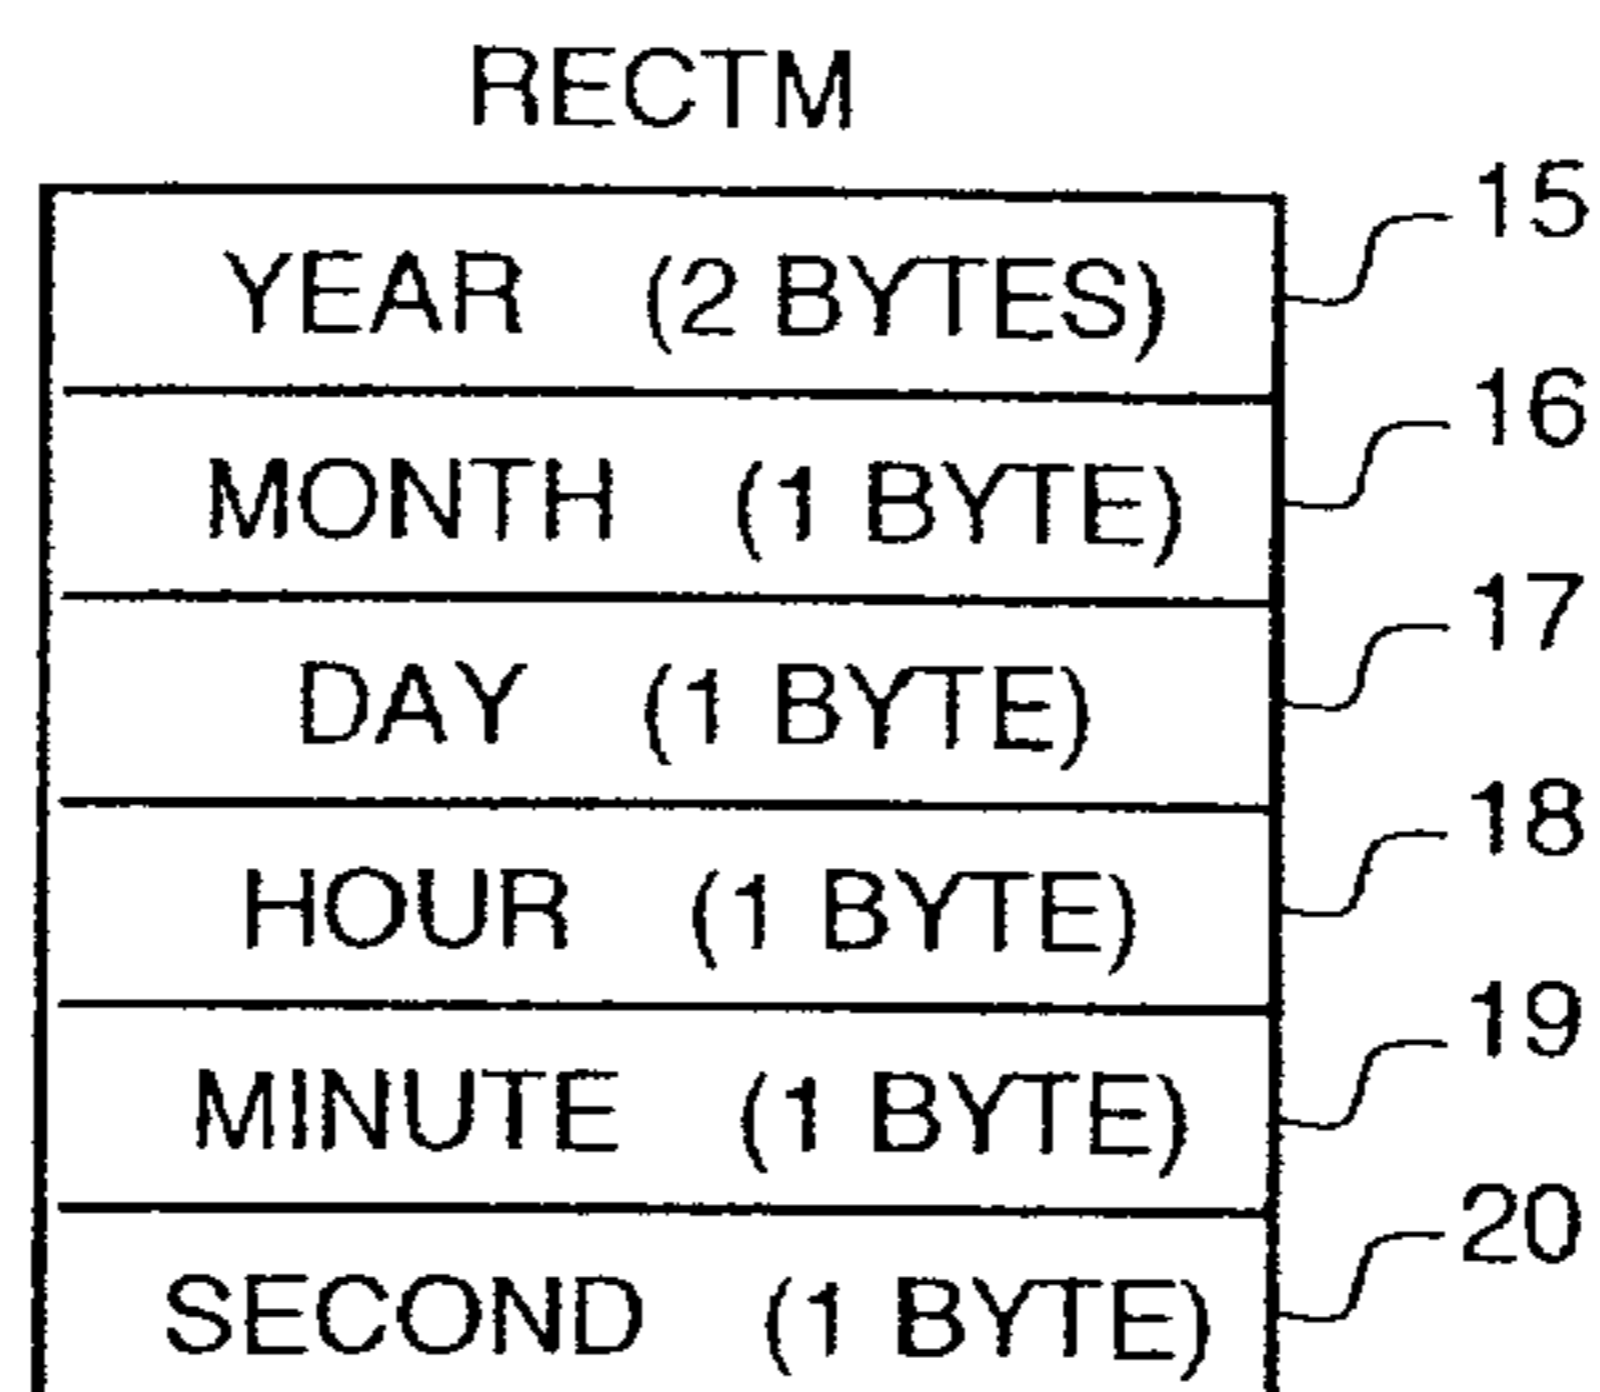 RECTM
YEAR (2 BYTES) 15
MONTH (1 BYTE) 16
DAY (1 BYTE) 17
HOUR (1 BYTE) 18
MINUTE (1 BYTE) 19
SECOND (1 BYTE) 20